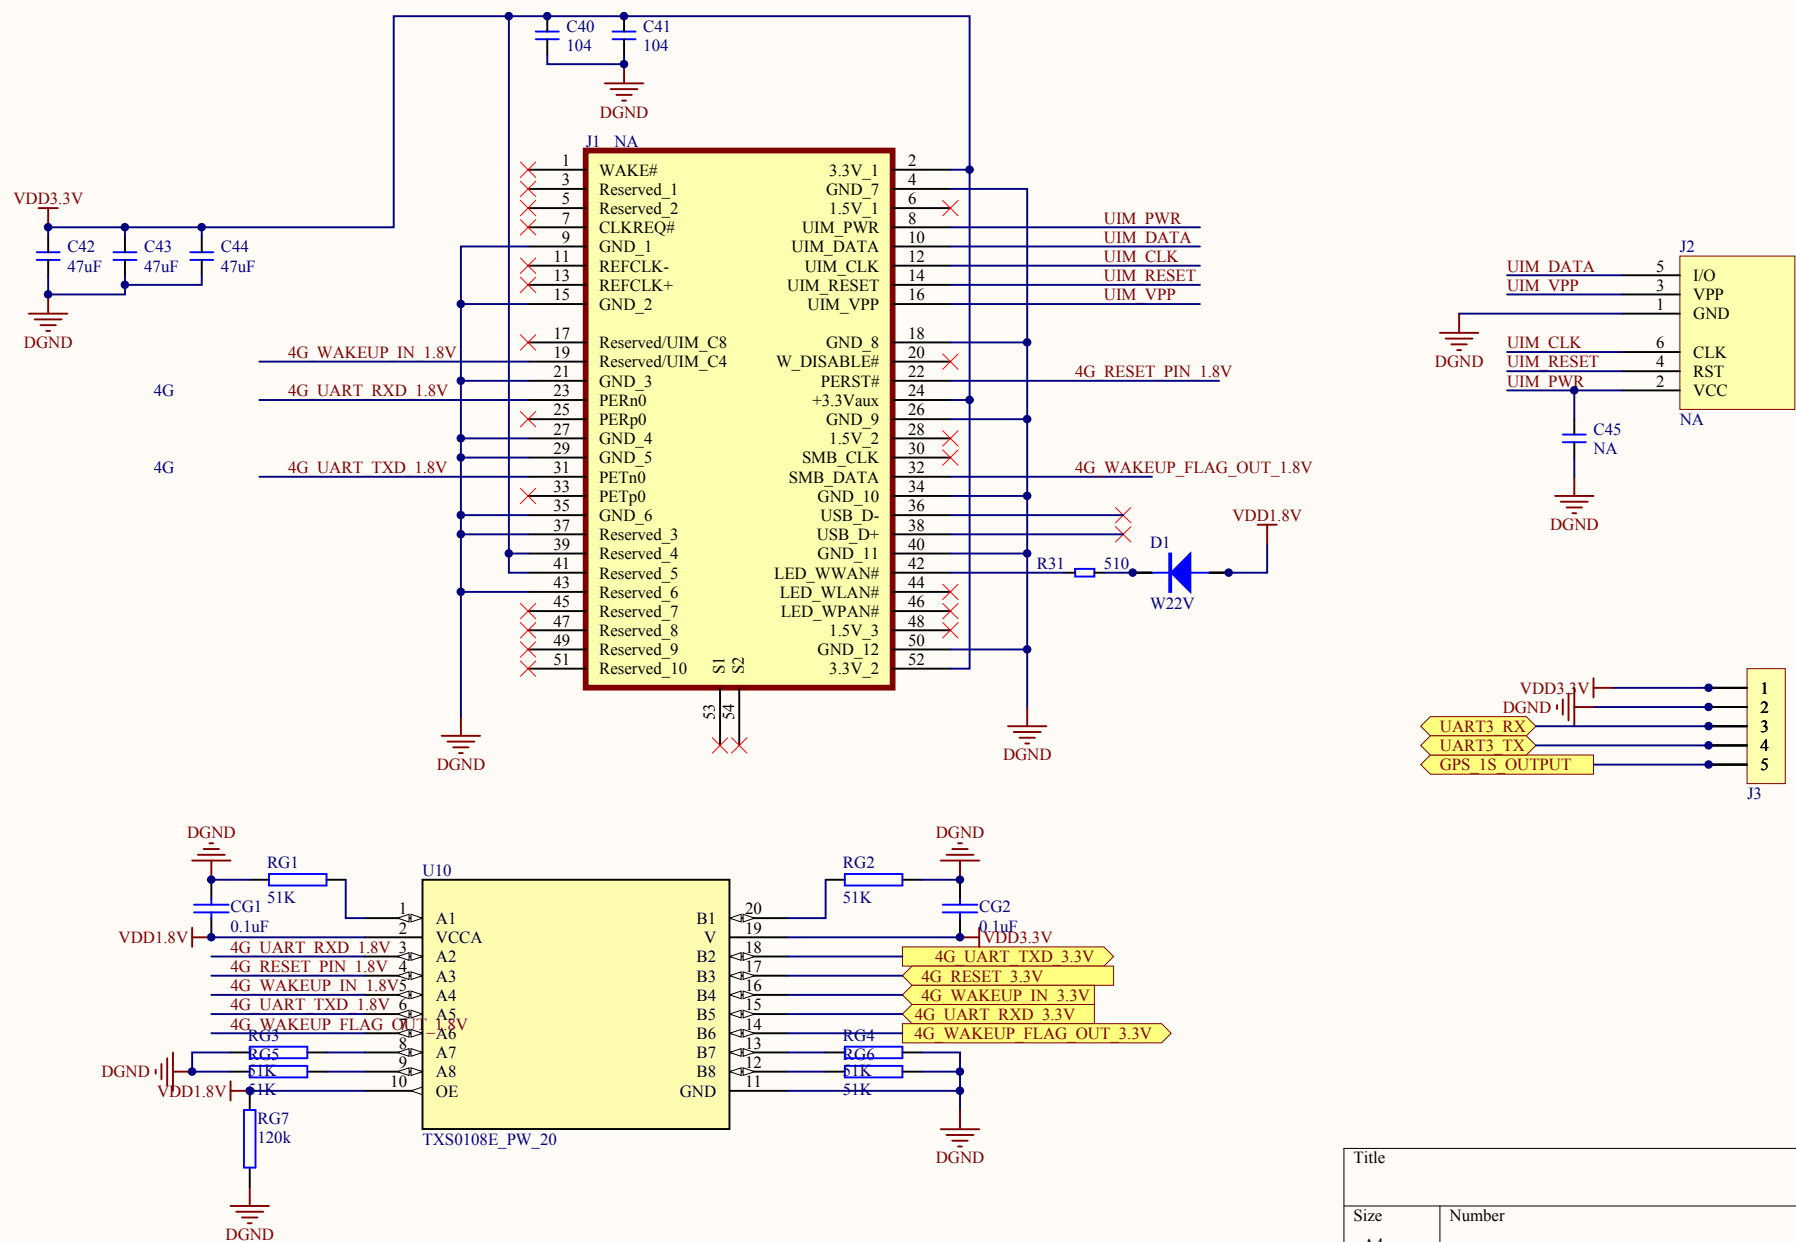 C40
104
C41
104
DGND
VDD3.3V
C42
47uF
C43
47uF
C44
47uF
DGND
J1 NA
1 WAKE#
3 Reserved_1
5 Reserved_2
7 CLKREQ#
9 GND_1
11 REFCLK-
13 REFCLK+
15 GND_2
17 Reserved/UIM_C8
4G_WAKEUP_IN_1.8V 19 Reserved/UIM_C4
21 GND_3
4G 4G_UART_RXD_1.8V 23 PERn0
25 PERp0
27 GND_4
29 GND_5
4G 4G_UART_TXD_1.8V 31 PETn0
33 PETp0
35 GND_6
37 Reserved_3
39 Reserved_4
41 Reserved_5
43 Reserved_6
45 Reserved_7
47 Reserved_8
49 Reserved_9
51 Reserved_10
S1 S2
53 54
3.3V_1 2
GND_7 4
1.5V_1 6
UIM_PWR 8 UIM_PWR
UIM_DATA 10 UIM_DATA
UIM_CLK 12 UIM_CLK
UIM_RESET 14 UIM_RESET
UIM_VPP 16 UIM_VPP
GND_8 18
W_DISABLE# 20
PERST# 22 4G_RESET_PIN_1.8V
+3.3Vaux 24
GND_9 26
1.5V_2 28
SMB_CLK 30
SMB_DATA 32 4G_WAKEUP_FLAG_OUT_1.8V
GND_10 34
USB_D- 36
USB_D+ 38
GND_11 40
LED_WWAN# 42 R31 510
LED_WLAN# 44
LED_WPAN# 46
1.5V_3 48
GND_12 50
3.3V_2 52
D1
W22V
VDD1.8V
DGND
DGND
J2
UIM_DATA 5 I/O
UIM_VPP 3 VPP
1 GND
DGND
UIM_CLK 6 CLK
UIM_RESET 4 RST
UIM_PWR 2 VCC
NA
C45
NA
DGND
VDD3.3V 1
DGND 2
UART3_RX 3
UART3_TX 4
GPS_1S_OUTPUT 5
J3
DGND
RG1
51K
CG1
0.1uF
VDD1.8V
U10
1 A1
2 VCCA
4G_UART_RXD_1.8V 3 A2
4G_RESET_PIN_1.8V 4 A3
4G_WAKEUP_IN_1.8V 5 A4
4G_UART_TXD_1.8V 6 A5
4G_WAKEUP_FLAG_OUT_1.8V 7 A6
RG3 8 A7
51K
DGND RG5 9 A8
51K
VDD1.8V 10 OE
RG7
120k
DGND
TXS0108E_PW_20
DGND
RG2
51K
CG2
0.1uF
VDD3.3V
B1 20
V 19
B2 18 4G_UART_TXD_3.3V
B3 17 4G_RESET_3.3V
B4 16 4G_WAKEUP_IN_3.3V
B5 15 4G_UART_RXD_3.3V
B6 14 4G_WAKEUP_FLAG_OUT_3.3V
B7 13 RG4
51K
B8 12 RG6
51K
GND 11
DGND
Title
Size Number